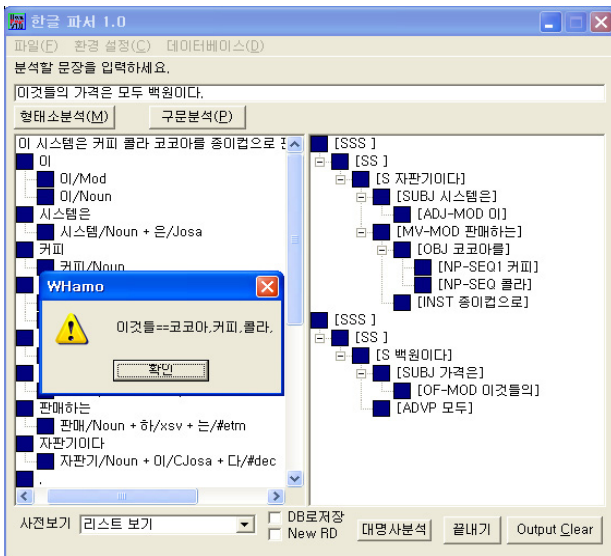 한글 파서 1.0
파일(F) 환경 설정(C) 데이터베이스(D)
분석할 문장을 입력하세요.
이것들의 가격은 모두 백원이다.
형태소분석(M) 구문분석(P)
이 시스템은 커피 콜라 코코아를 종이컵으로
이
이/Mod
이/Noun
시스템은
시스템/Noun + 은/Josa
커피
커피/Noun
판매하는
판매/Noun + 하/xsv + 는/#etm
자판기이다
자판기/Noun + 이/CJosa + 다/#dec
.
WHamo
이것들==코코아,커피,콜라,
확인
[SSS ]
[SS ]
[S 자판기이다]
[SUBJ 시스템은]
[ADJ-MOD 이]
[MV-MOD 판매하는]
[OBJ 코코아를]
[NP-SEQ1 커피]
[NP-SEQ 콜라]
[INST 종이컵으로]
[SSS ]
[SS ]
[S 백원이다]
[SUBJ 가격은]
[OF-MOD 이것들의]
[ADVP 모두]
사전보기 리스트 보기
DB로저장
New RD
대명사분석 끝내기 Output Clear